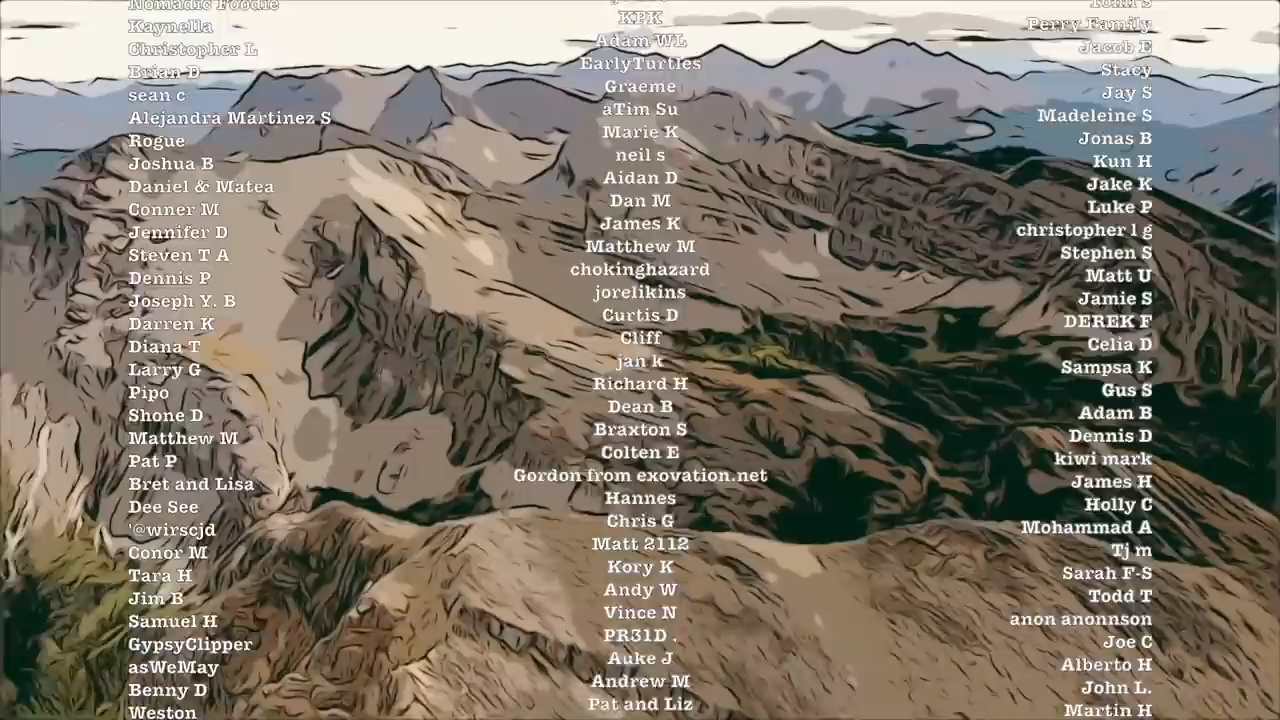 Nomadic Foodie
Kaynella
Christopher L
Brian D
sean c
Alejandra Martinez S
Rogue
Joshua B
Daniel & Matea
Conner M
Jennifer D
Steven T A
Dennis P
Joseph Y. B
Darren K
Diana T
Larry G
Pipo
Shone D
Matthew M
Pat P
Bret and Lisa
Dee See
'@wirscjd
Conor M
Tara H
Jim B
Samuel H
GypsyClipper
asWeMay
Benny D
Weston
KPK
Adam WL
EarlyTurtles
Graeme
aTim Su
Marie K
neil s
Aidan D
Dan M
James K
Matthew M
chokinghazard
jorelikins
Curtis D
Cliff
jan k
Richard H
Dean B
Braxton S
Colten E
Gordon from exovation.net
Hannes
Chris G
Matt 2112
Kory K
Andy W
Vince N
PR31D .
Auke J
Andrew M
Pat and Liz
Perry Family
Jacob E
Stacy
Jay S
Madeleine S
Jonas B
Kun H
Jake K
Luke P
christopher l g
Stephen S
Matt U
Jamie S
DEREK F
Celia D
Sampsa K
Gus S
Adam B
Dennis D
kiwi mark
James H
Holly C
Mohammad A
Tj m
Sarah F-S
Todd T
anon anonnson
Joe C
Alberto H
John L.
Martin H